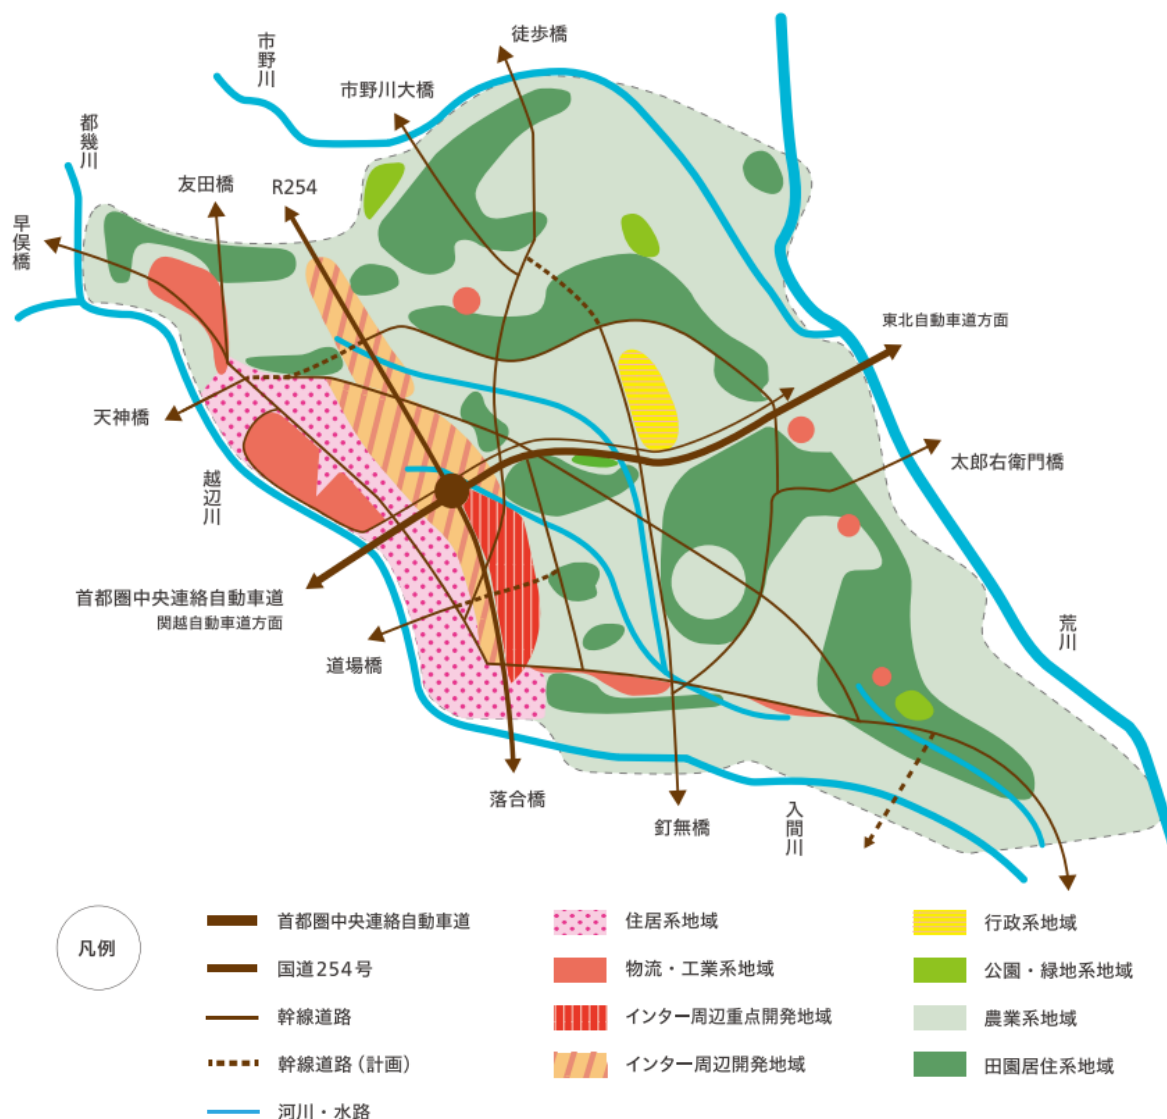 徒歩橋
市野川
市野川大橋
都幾川
友田橋
R254
早俣橋
東北自動車道方面
天神橋
太郎右衛門橋
越辺川
首都圏中央連絡自動車道
関越自動車道方面
道場橋
荒川
落合橋
釘無橋
入間川
凡例
首都圏中央連絡自動車道
国道254号
幹線道路
幹線道路（計画）
河川・水路
住居系地域
物流・工業系地域
インター周辺重点開発地域
インター周辺開発地域
行政系地域
公園・緑地系地域
農業系地域
田園居住系地域